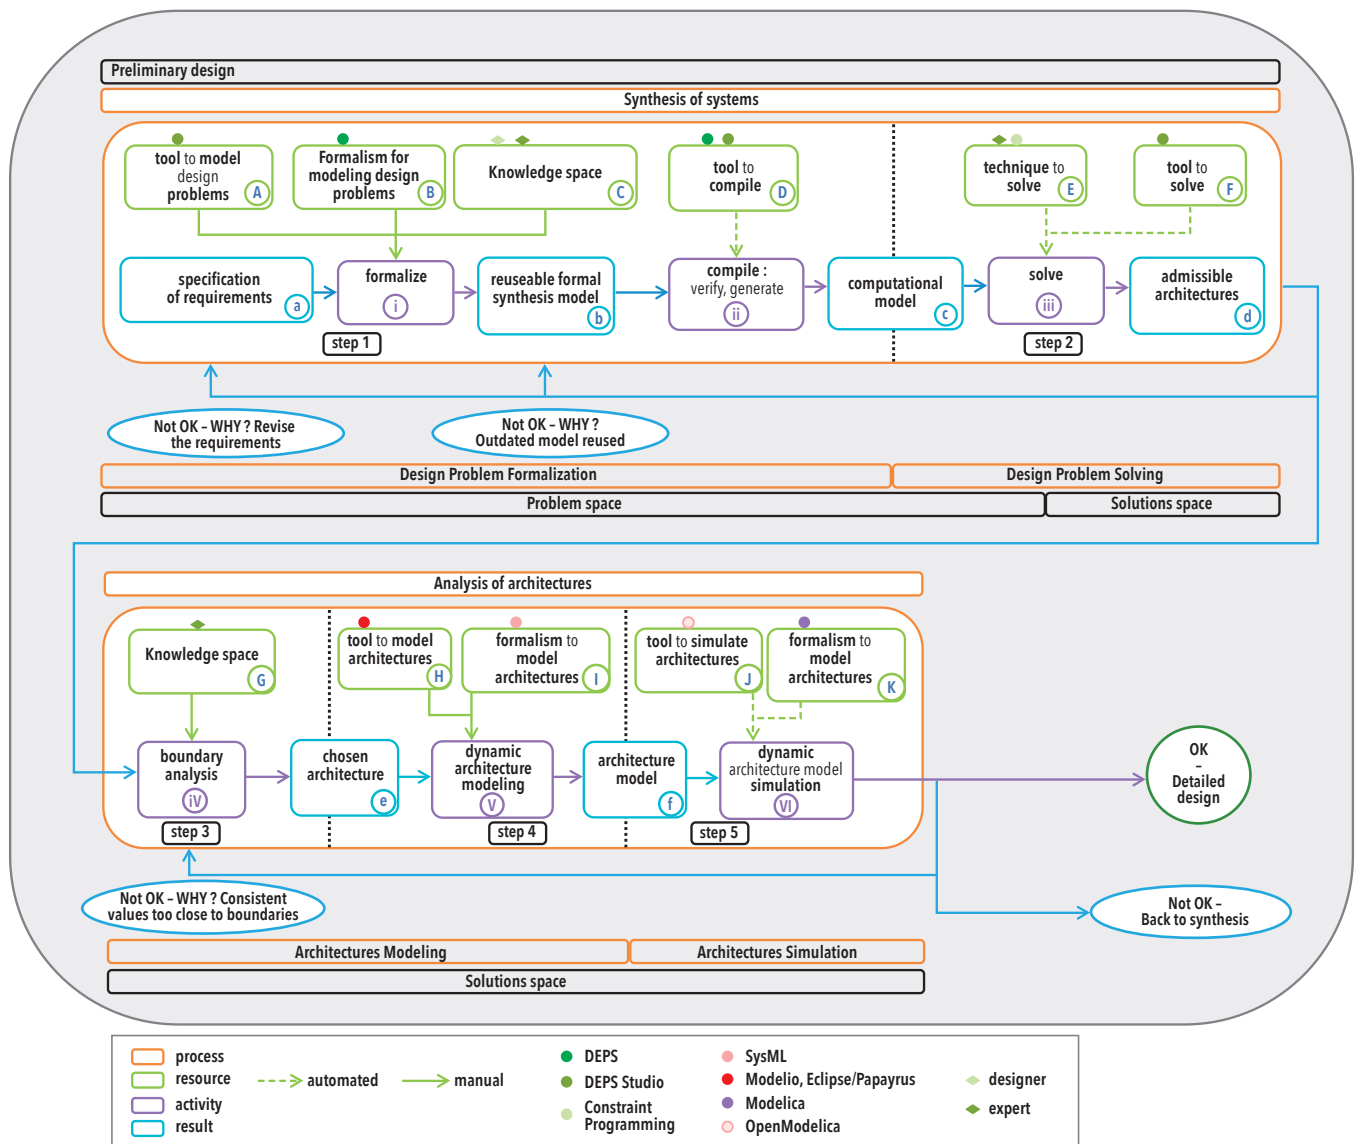 Preliminary design
Synthesis of systems
tool to model
design
problems
A
Formalism for
modeling design
problems
B
Knowledge space
C
tool to
compile
D
technique to
solve
E
tool to
solve
F
specification
of requirements
a
formalize
i
reuseable formal
synthesis model
b
compile :
verify, generate
ii
computational
model
c
solve
iii
admissible
architectures
d
step 1
step 2
Not OK – WHY ? Revise
the requirements
Not OK – WHY ?
Outdated model reused
Design Problem Formalization
Design Problem Solving
Problem space
Solutions space
Analysis of architectures
Knowledge space
G
tool to model
architectures
H
formalism to
model
architectures
I
tool to simulate
architectures
J
formalism to
model
architectures
K
boundary
analysis
iV
chosen
architecture
e
dynamic
architecture
modeling
V
architecture
model
f
dynamic
architecture model
simulation
VI
OK
–
Detailed
design
step 3
step 4
step 5
Not OK – WHY ? Consistent
values too close to boundaries
Not OK –
Back to synthesis
Architectures Modeling
Architectures Simulation
Solutions space
process
resource
activity
result
automated
manual
DEPS
DEPS Studio
Constraint
Programming
SysML
Modelio, Eclipse/Papayrus
Modelica
OpenModelica
designer
expert